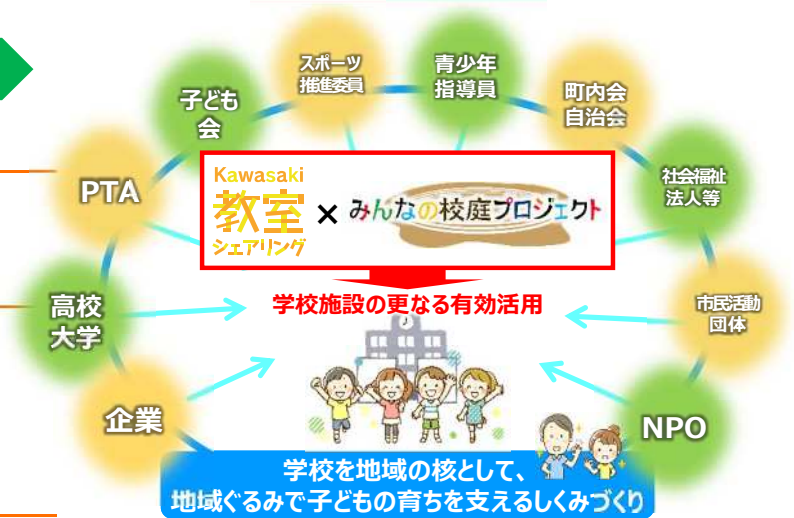 スポーツ
推進委員
青少年
指導員
子ども
会
町内会
自治会
PTA
社会福祉
法人等
Kawasaki
教室
シェアリング
×
みんなの校庭プロジェクト
高校
大学
学校施設の更なる有効活用
市民活動
団体
企業
NPO
学校を地域の核として、
地域ぐるみで子どもの育ちを支えるしくみづくり